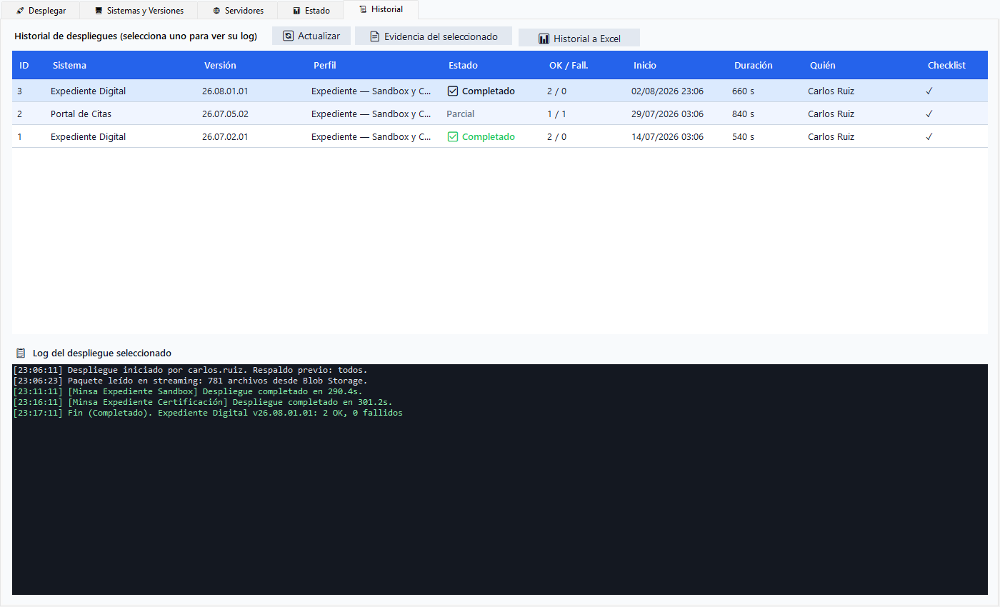 Desplegar Sistemas y Versiones Servidores Estado Historial
Historial de despliegues (selecciona uno para ver su log) Actualizar Evidencia del seleccionado Historial a Excel
ID Sistema Versión Perfil Estado OK / Fall. Inicio Duración Quién Checklist
3 Expediente Digital 26.08.01.01 Expediente — Sandbox y C... Completado 2 / 0 02/08/2026 23:06 660 s Carlos Ruiz ✓
2 Portal de Citas 26.07.05.02 Expediente — Sandbox y C... Parcial 1 / 1 29/07/2026 03:06 840 s Carlos Ruiz ✓
1 Expediente Digital 26.07.02.01 Expediente — Sandbox y C... Completado 2 / 0 14/07/2026 03:06 540 s Carlos Ruiz ✓
Log del despliegue seleccionado
[23:06:11] Despliegue iniciado por carlos.ruiz. Respaldo previo: todos.
[23:06:23] Paquete leído en streaming: 781 archivos desde Blob Storage.
[23:11:11] [Minsa Expediente Sandbox] Despliegue completado en 290.4s.
[23:16:11] [Minsa Expediente Certificación] Despliegue completado en 301.2s.
[23:17:11] Fin (Completado). Expediente Digital v26.08.01.01: 2 OK, 0 fallidos